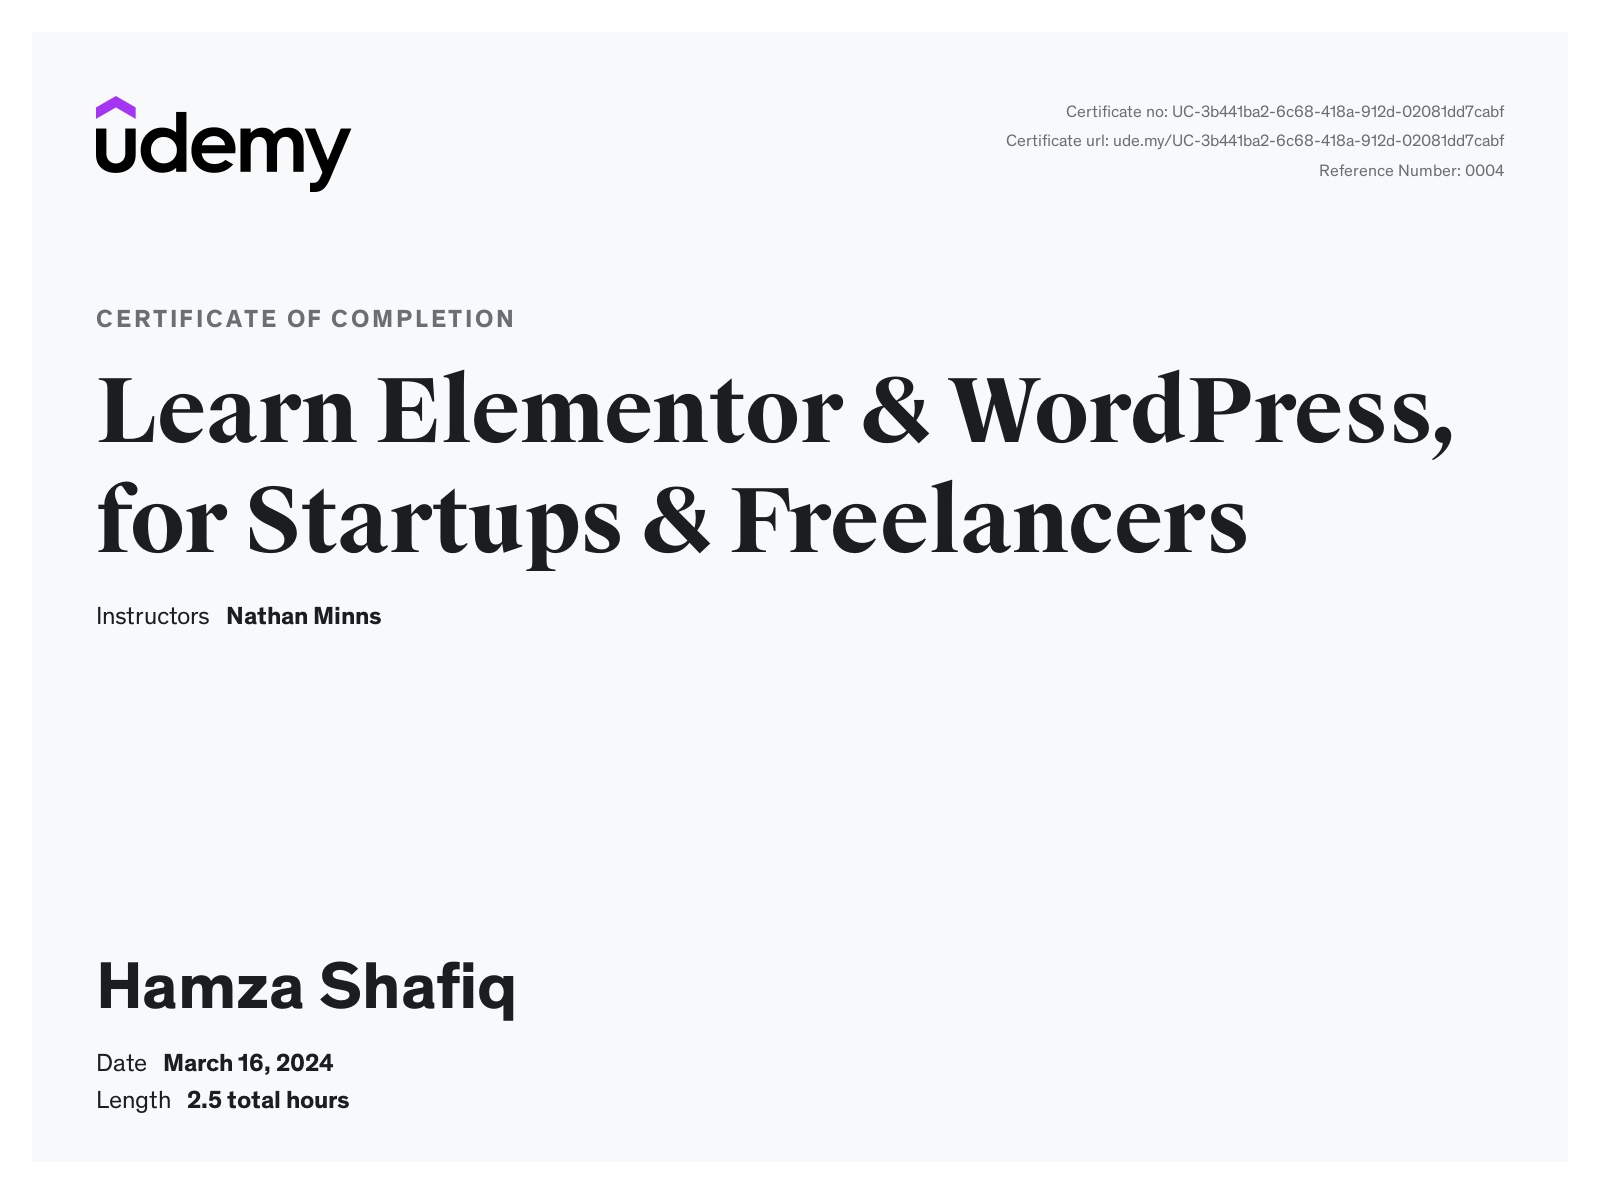 udemy
Certificate no: UC-3b441ba2-6c68-418a-912d-02081dd7cabf
Certificate url: ude.my/UC-3b441ba2-6c68-418a-912d-02081dd7cabf
Reference Number: 0004
CERTIFICATE OF COMPLETION
Learn Elementor & WordPress,
for Startups & Freelancers
Instructors Nathan Minns
Hamza Shafiq
Date March 16, 2024
Length 2.5 total hours